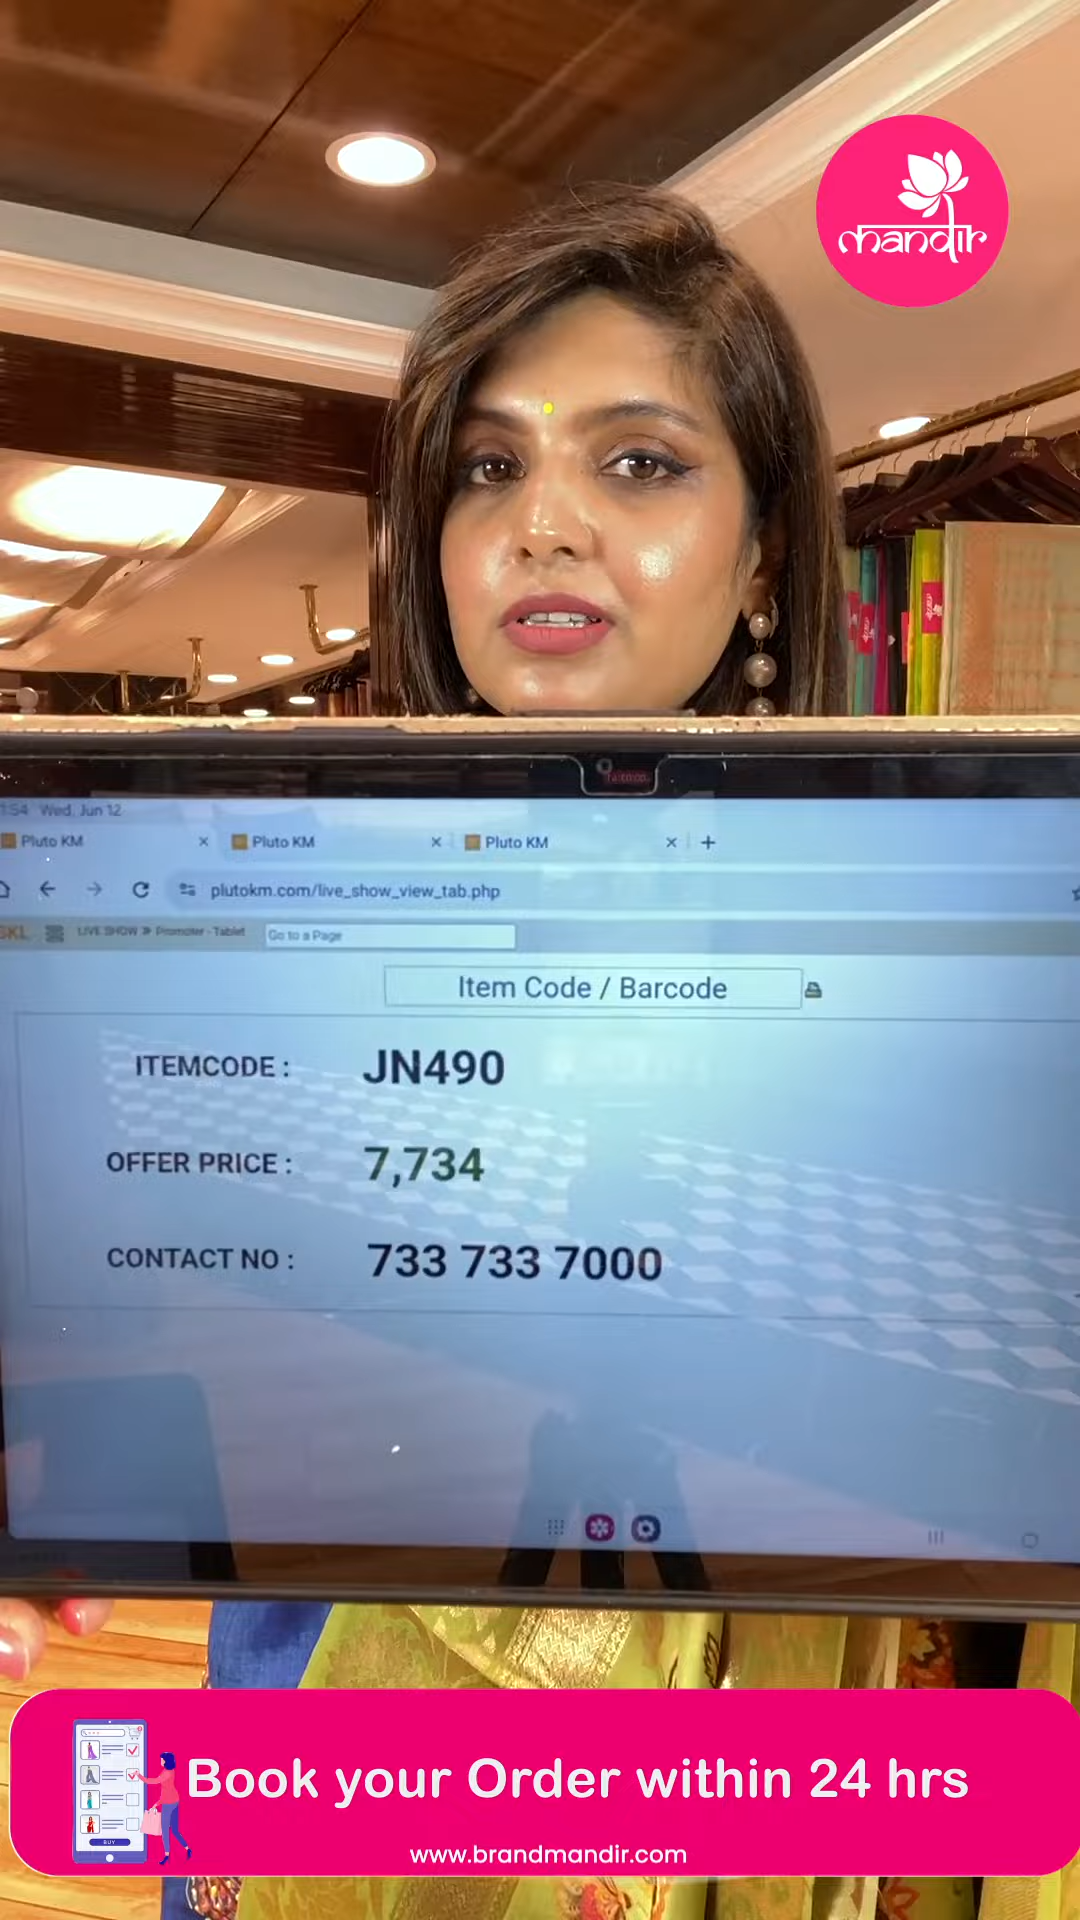 mandir
1:54 Wed, Jun 12
Pluto KM
Pluto KM
Pluto KM
plutokm.com/live_show_view_tab.php
SKL LIVE SHOW » Promoter - Tablet Go to a Page
Item Code / Barcode
ITEMCODE : JN490
OFFER PRICE : 7,734
CONTACT NO : 733 733 7000
BUY
Book your Order within 24 hrs
www.brandmandir.com